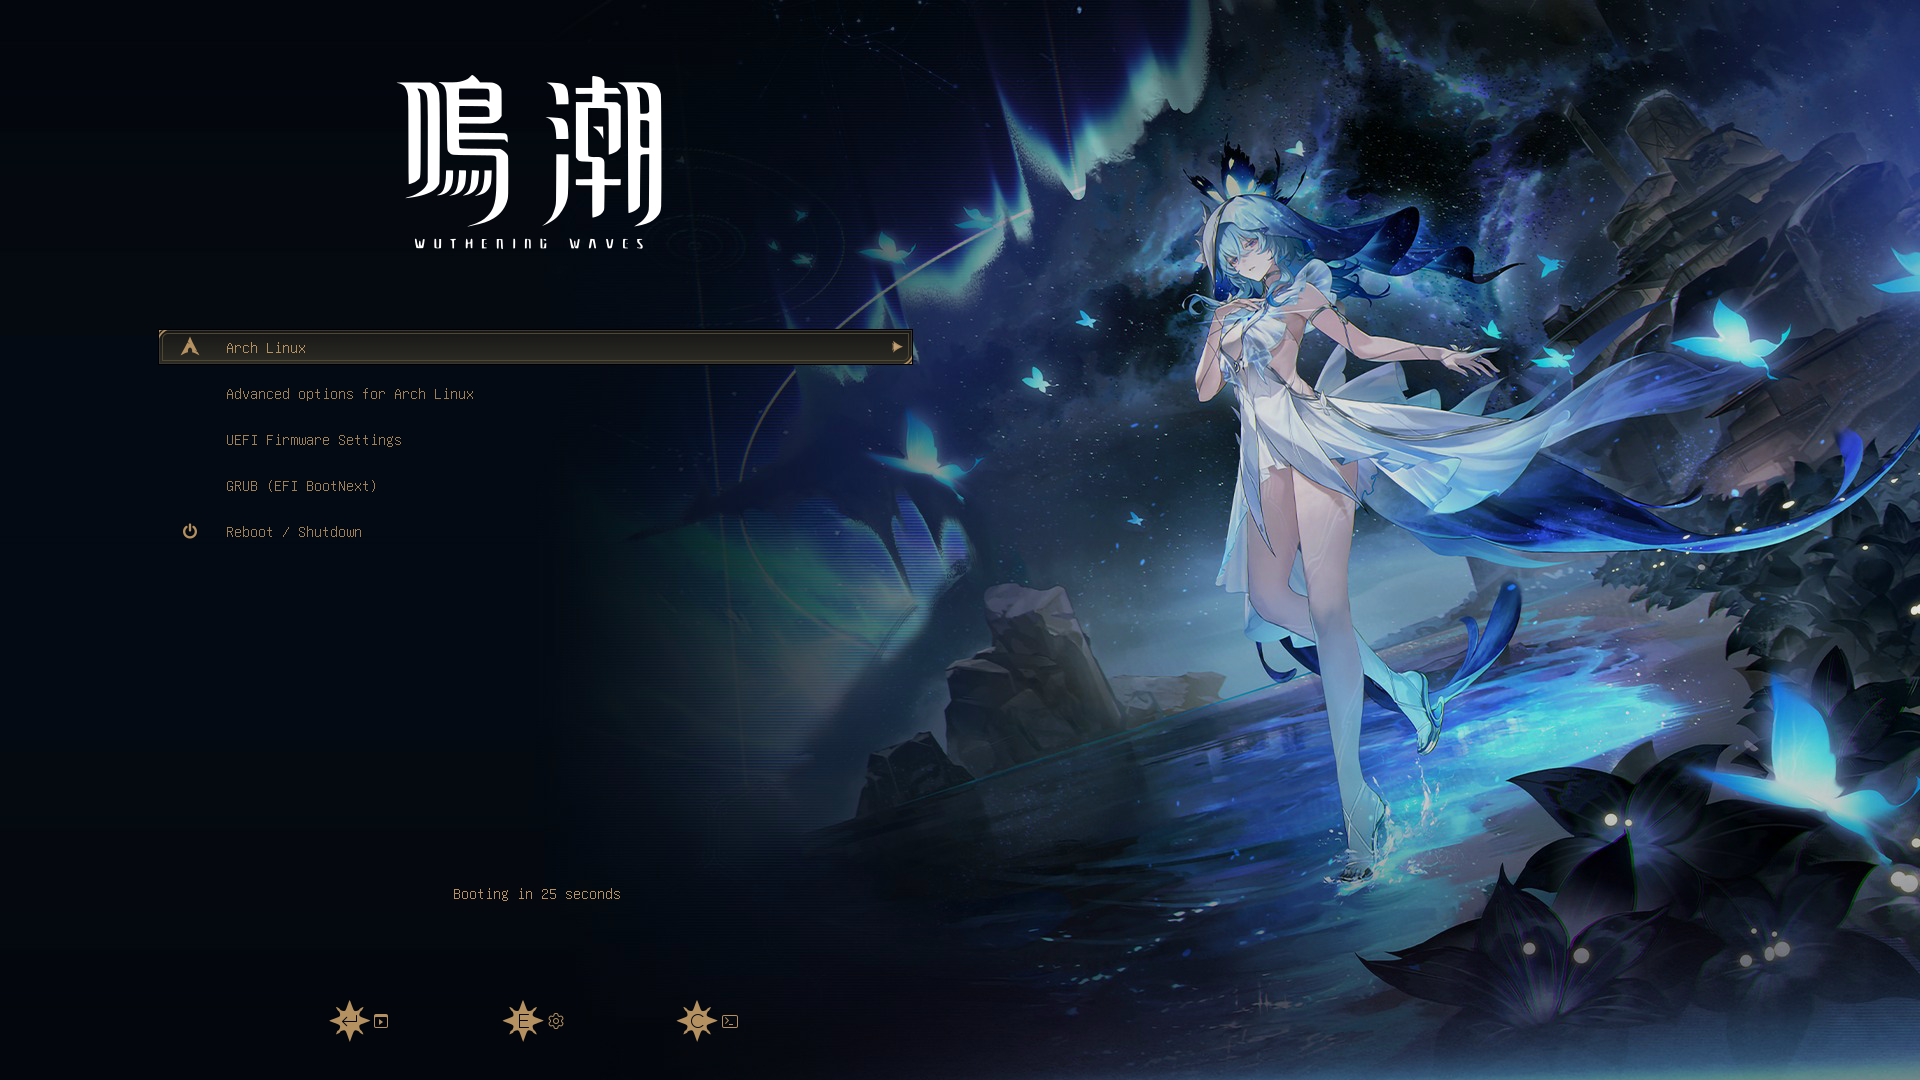 鳴潮
WUTHERING WAVES
Arch Linux
Advanced options for Arch Linux
UEFI Firmware Settings
GRUB (EFI BootNext)
Reboot / Shutdown
Booting in 25 seconds
E
C